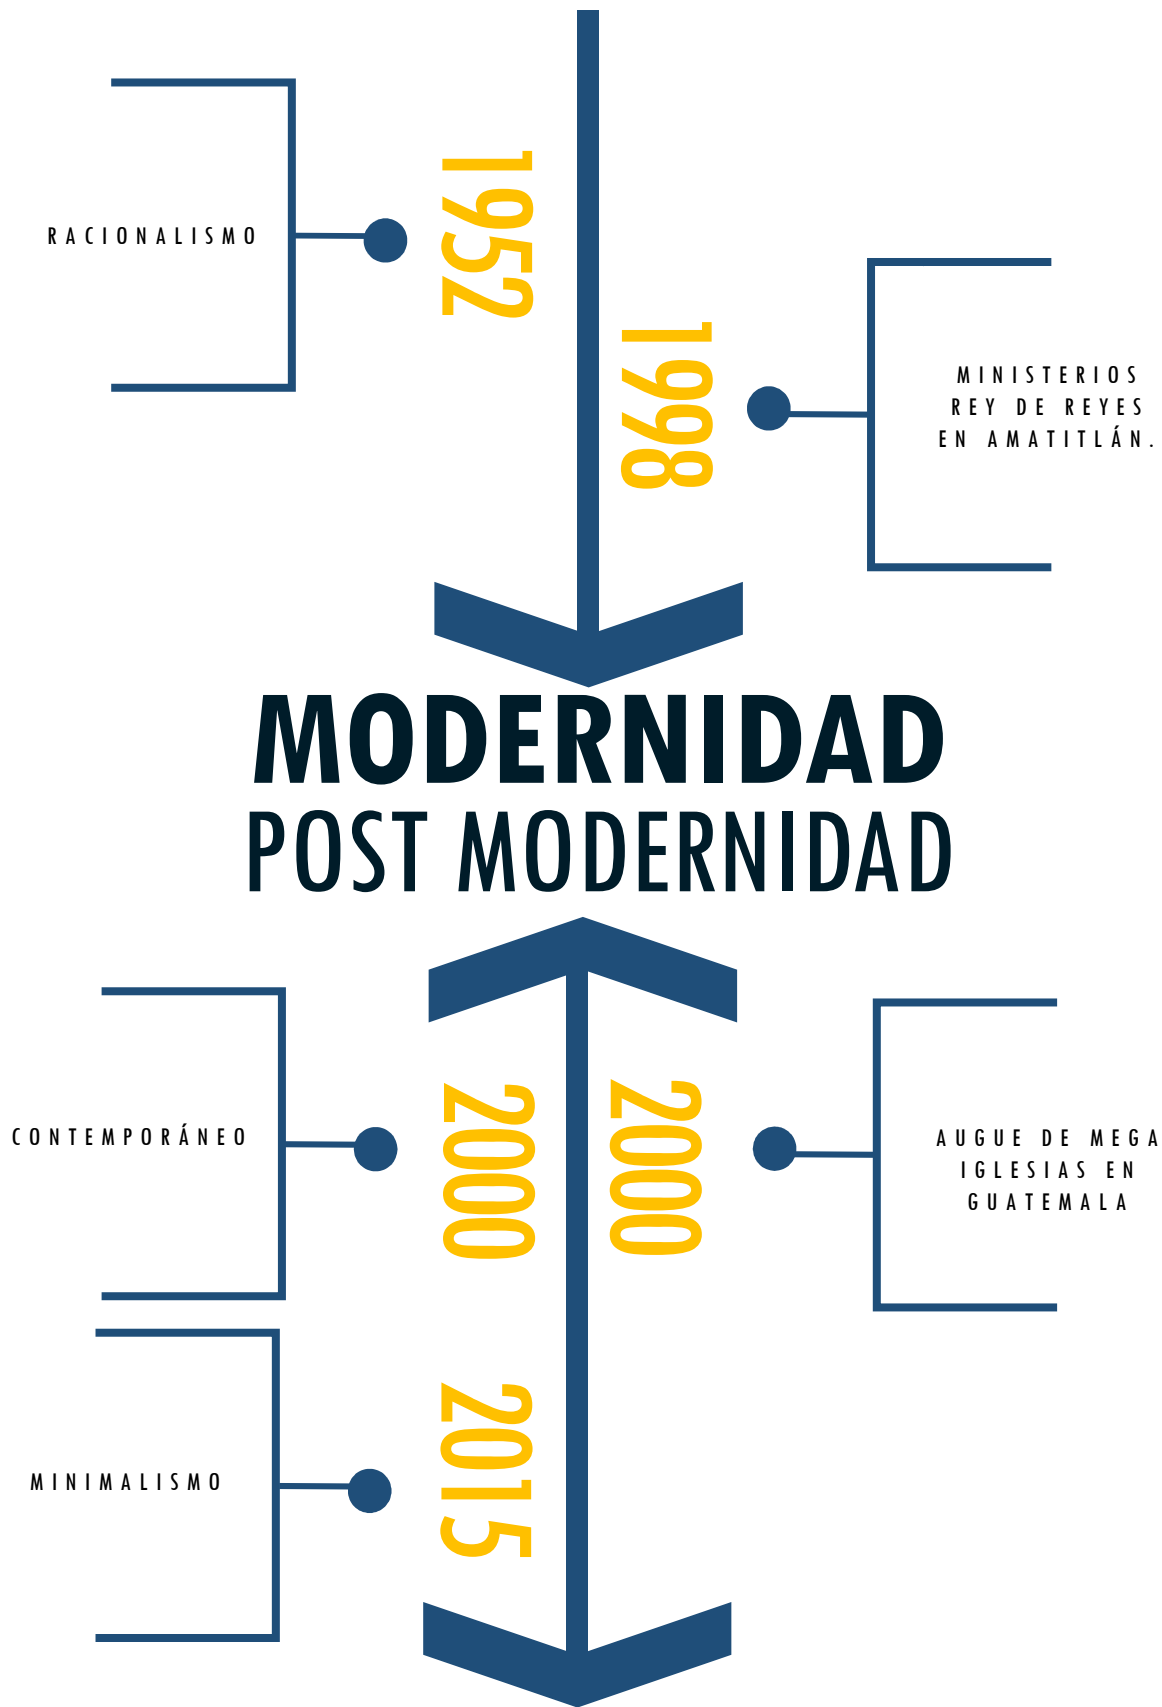 1952
RACIONALISMO
1998
MINISTERIOS
REY DE REYES
EN AMATITLÁN.
MODERNIDAD
POST MODERNIDAD
2000
CONTEMPORÁNEO
2000
AUGUE DE MEGA
IGLESIAS EN
GUATEMALA
2015
MINIMALISMO